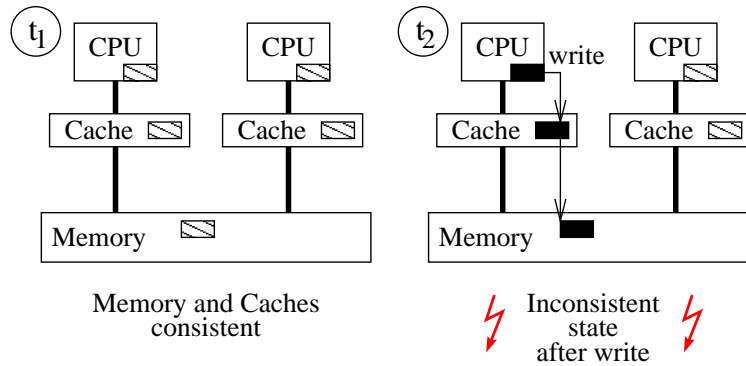 t1
CPU
CPU
Cache
Cache
Memory
Memory and Caches
consistent
t2
CPU
write
CPU
Cache
Cache
Memory
Inconsistent
state
after write